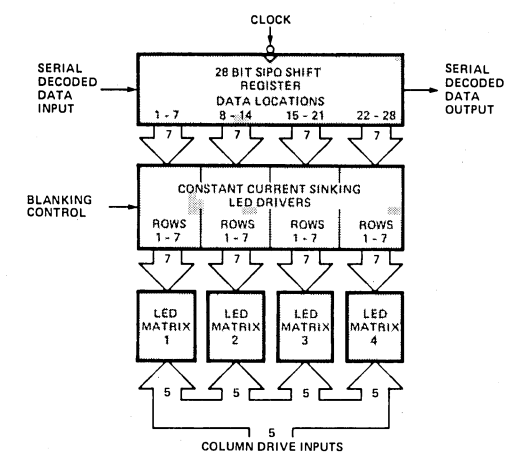 CLOCK
SERIAL DECODED DATA INPUT
28 BIT SIPO SHIFT
REGISTER
DATA LOCATIONS
1 - 7 8 - 14 15 - 21 22 - 28
SERIAL DECODED DATA OUTPUT
7 7 7 7
BLANKING CONTROL
CONSTANT CURRENT SINKING
LED DRIVERS
ROWS ROWS ROWS ROWS
1 - 7 1 - 7 1 - 7 1 - 7
7 7 7 7
LED LED LED LED
MATRIX MATRIX MATRIX MATRIX
1 2 3 4
5 5 5 5
5
COLUMN DRIVE INPUTS